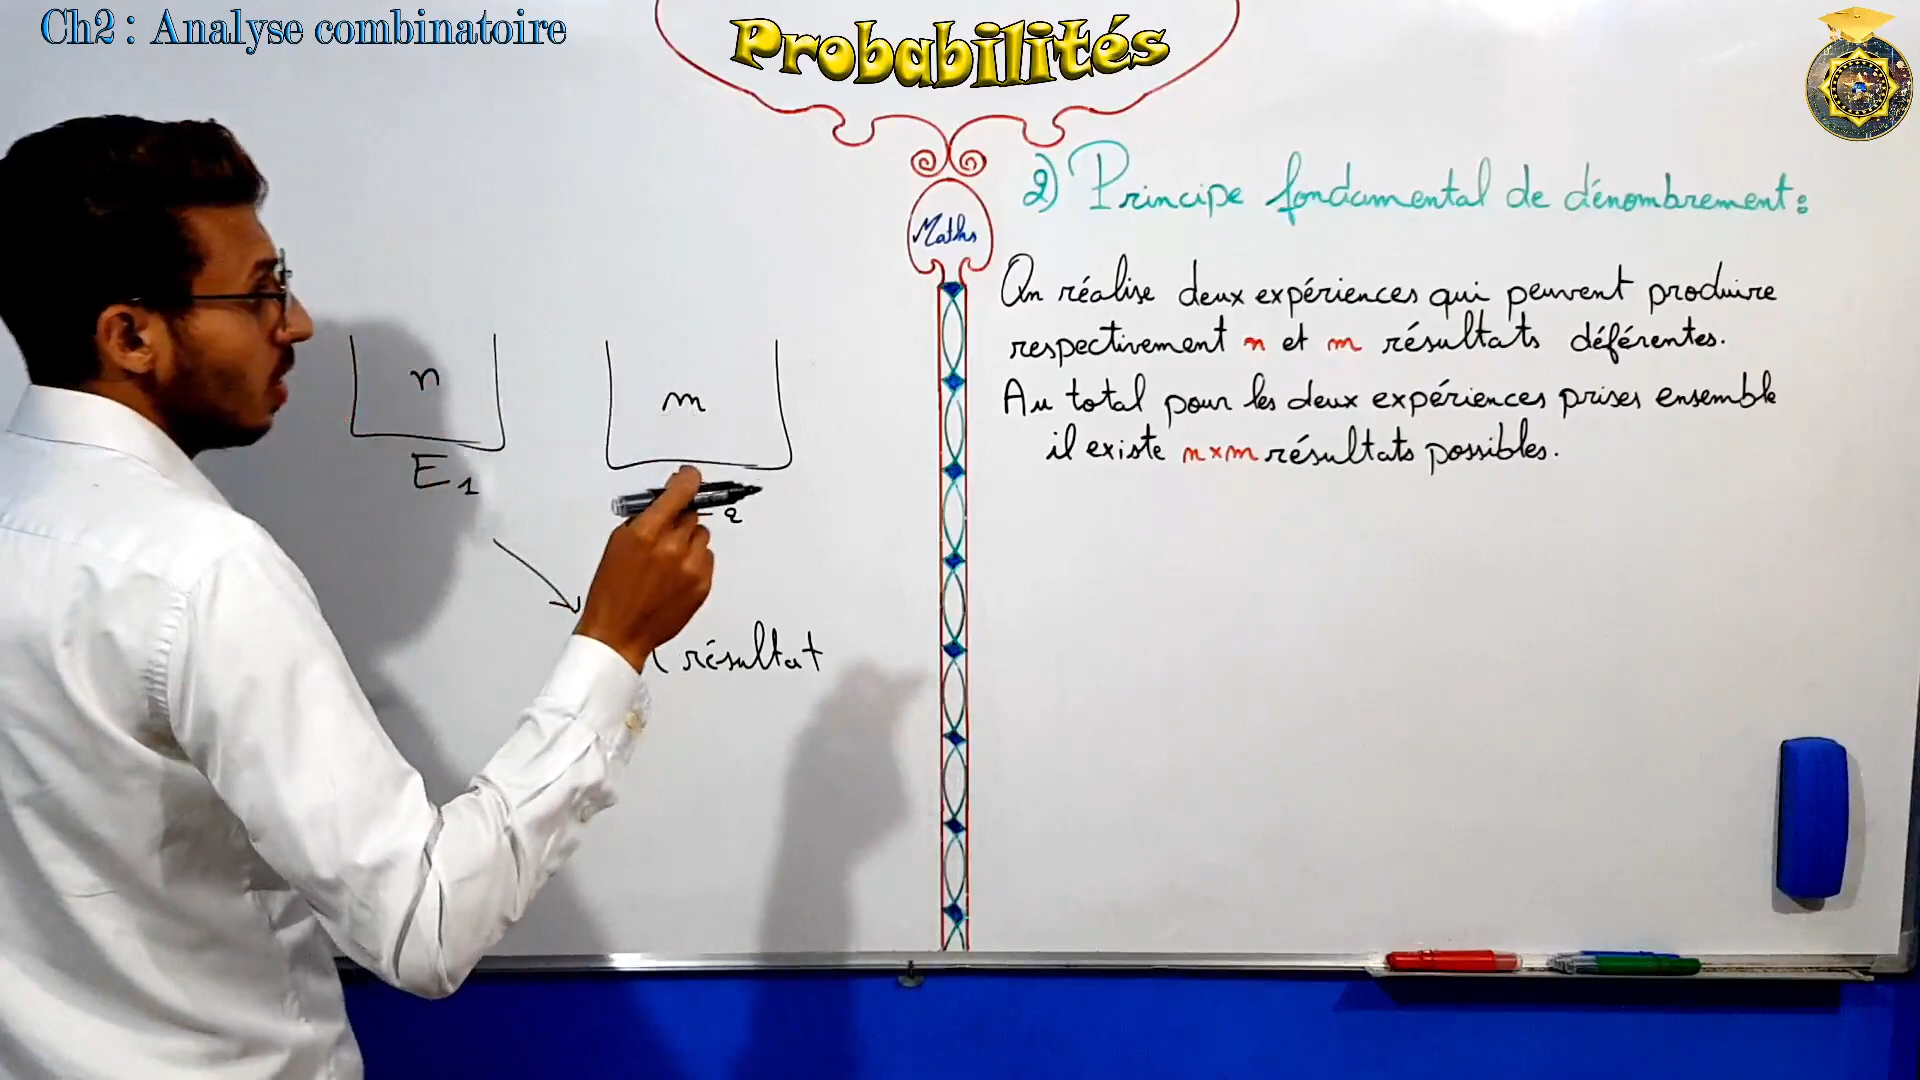 Ch2 : Analyse combinatoire
Probabilités
Maths
n
m
E1
2
résultat
2) Principe fondamental de dénombrement :
On réalise deux expériences qui peuvent produire
respectivement n et m résultats déférentes.
Au total pour les deux expériences prises ensemble
il existe n×m résultats possibles.